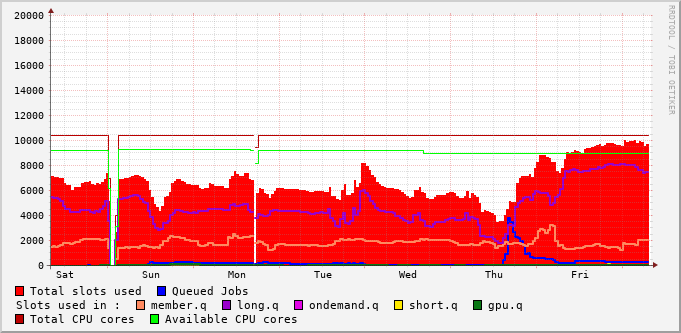 20000
18000
16000
14000
12000
10000
8000
6000
4000
2000
0
Sat Sun Mon Tue Wed Thu Fri
RRDTOOL / TOBI OETIKER
Total slots used Queued Jobs
Slots used in : member.q long.q ondemand.q short.q gpu.q
Total CPU cores Available CPU cores